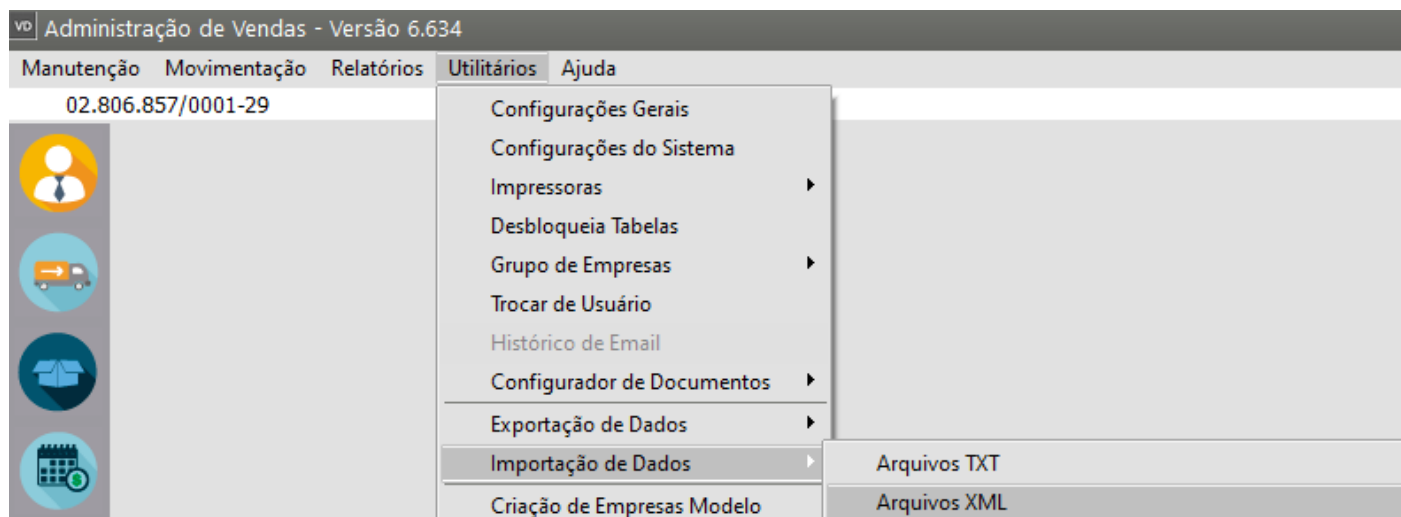 VD Administração de Vendas - Versão 6.634
Manutenção Movimentação Relatórios Utilitários Ajuda
02.806.857/0001-29
Configurações Gerais
Configurações do Sistema
Impressoras
Desbloqueia Tabelas
Grupo de Empresas
Trocar de Usuário
Histórico de Email
Configurador de Documentos
Exportação de Dados
Importação de Dados
Arquivos TXT
Criação de Empresas Modelo
Arquivos XML